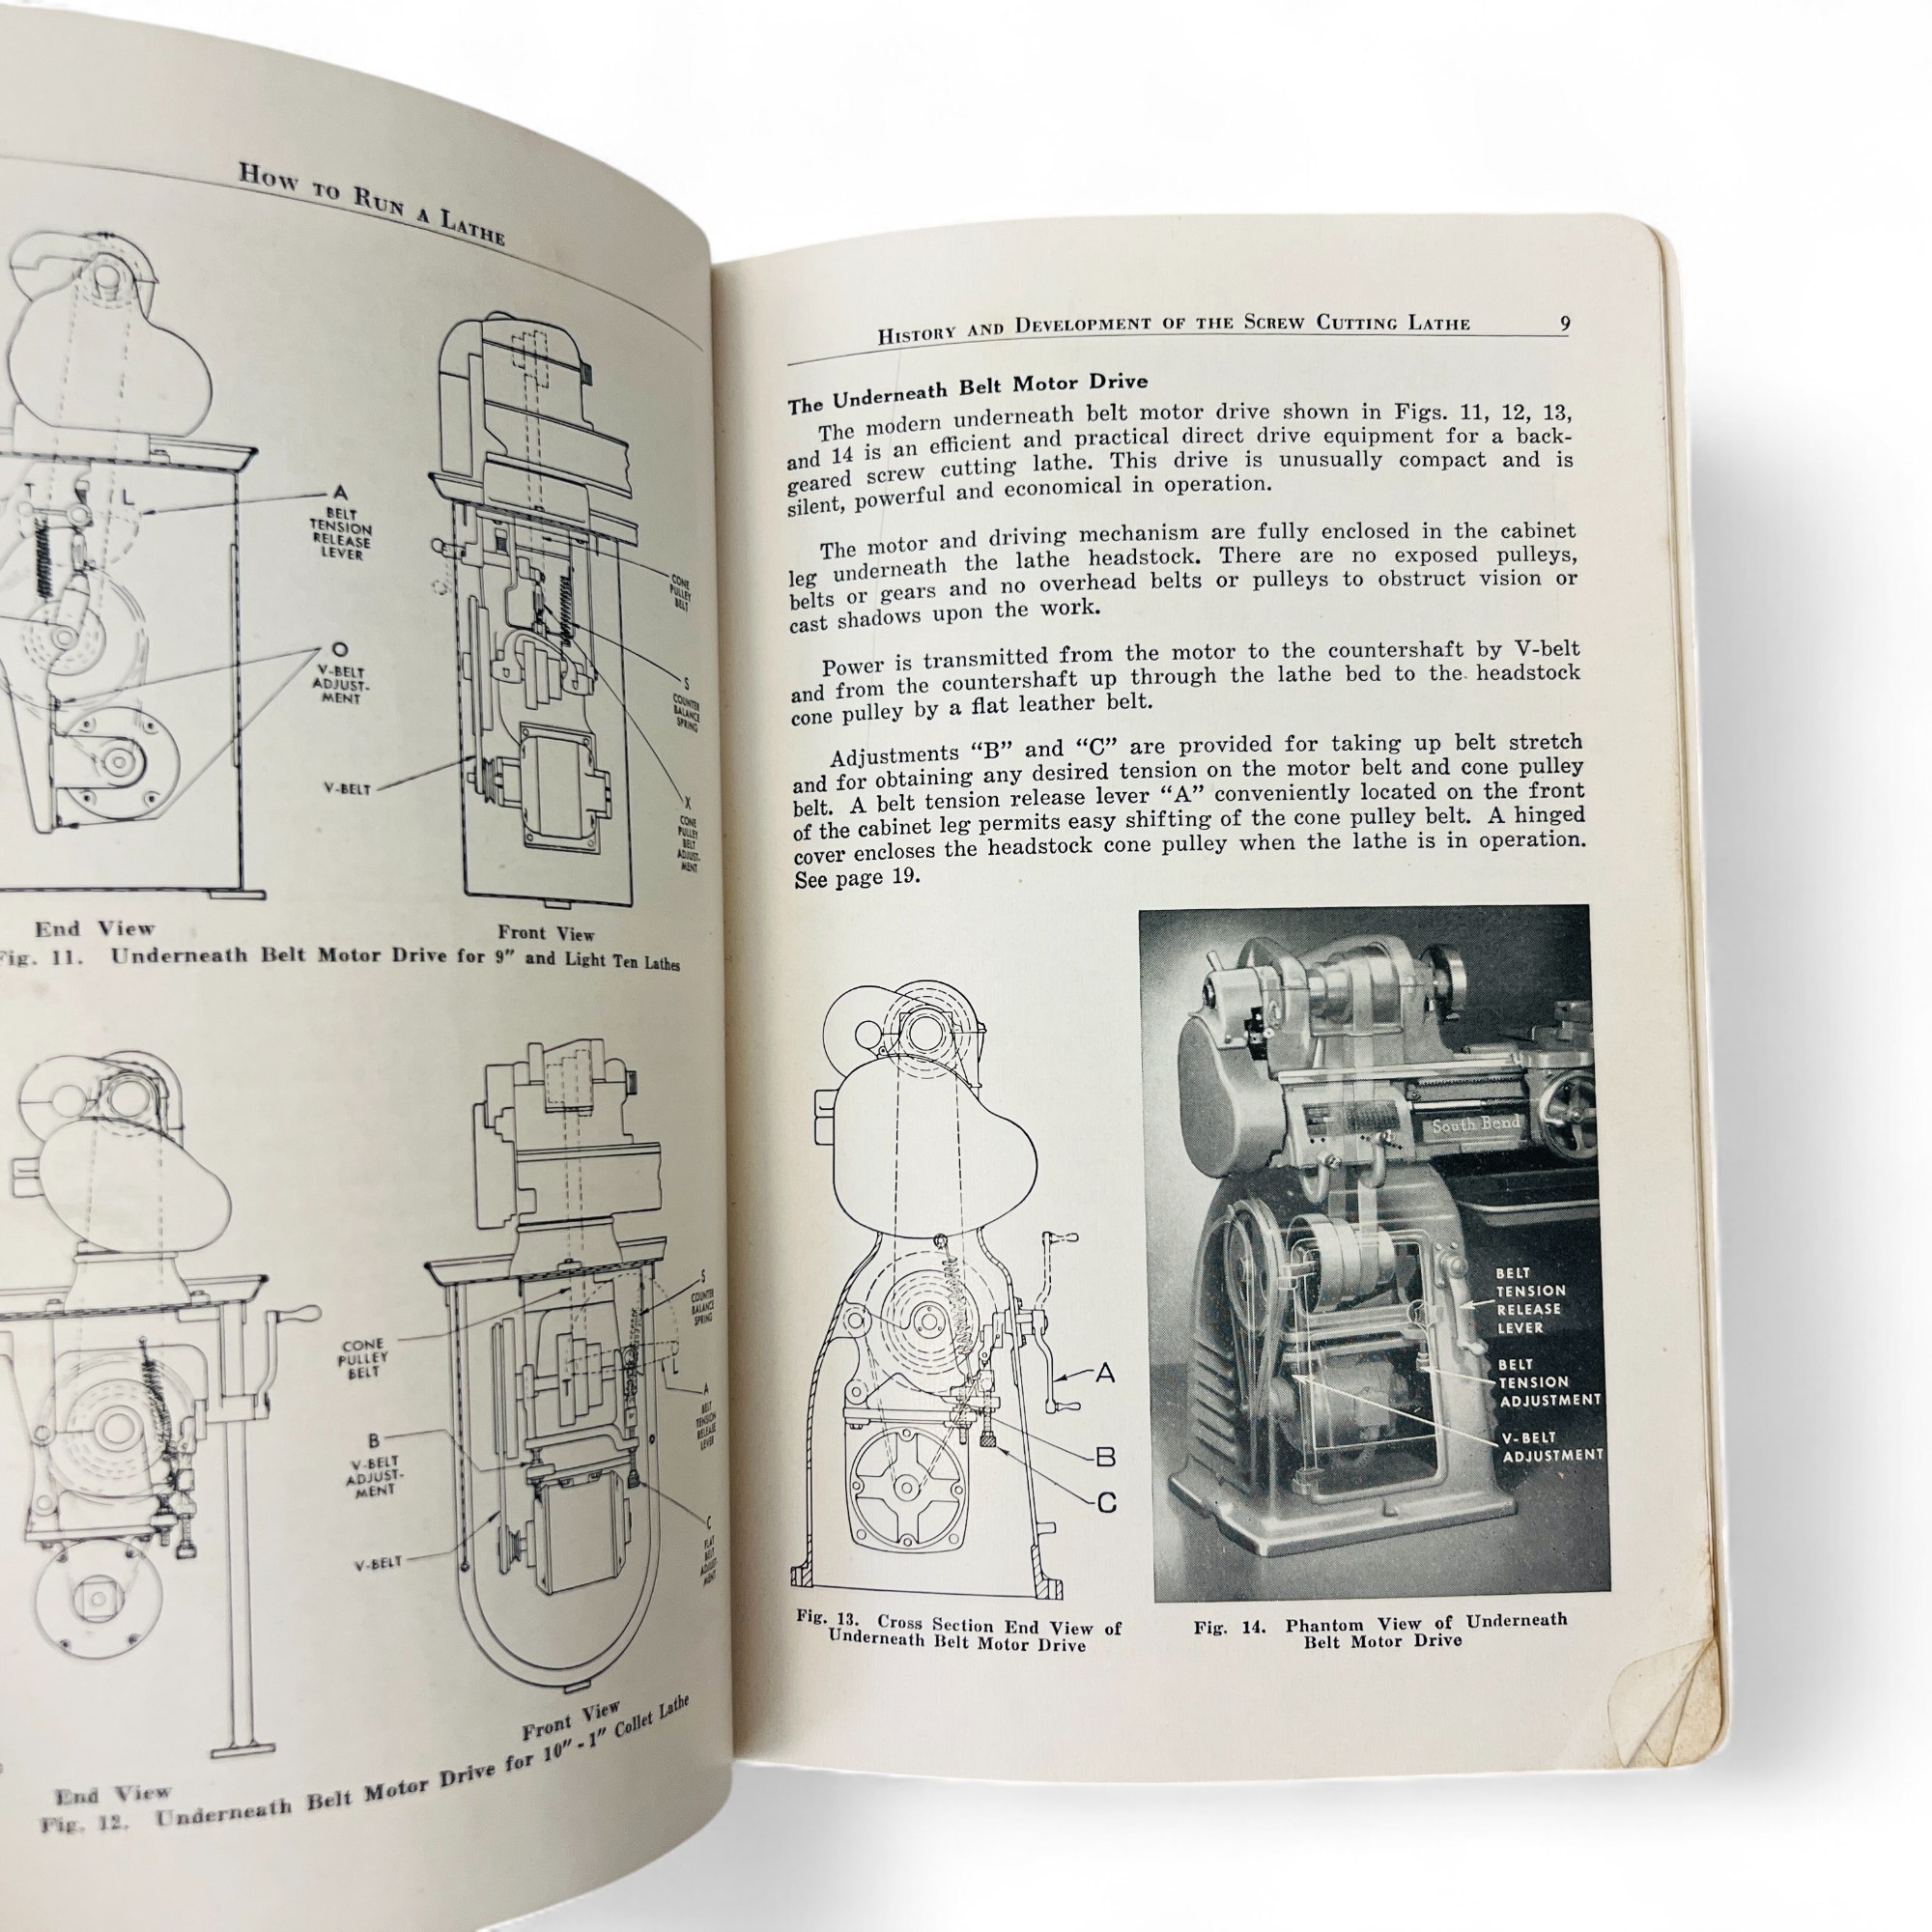 How to Run a Lathe
T
L
A
BELT
TENSION
RELEASE
LEVER
O
V-BELT
ADJUST-
MENT
V-BELT
CONE
PULLEY
BELT
S
COUNTER
BALANCE
SPRING
X
CONE
PULLEY
BELT
ADJUST-
MENT
End View
Front View
Fig. 11. Underneath Belt Motor Drive for 9″ and Light Ten Lathes
CONE
PULLEY
BELT
B
V-BELT
ADJUST-
MENT
V-BELT
T
S
COUNTER
BALANCE
SPRING
L
A
BELT
TENSION
RELEASE
LEVER
C
FLAT
BELT
ADJUST-
MENT
End View
Front View
Fig. 12. Underneath Belt Motor Drive for 10″-1″ Collet Lathe
History and Development of the Screw Cutting Lathe 9
The Underneath Belt Motor Drive
The modern underneath belt motor drive shown in Figs. 11, 12, 13,
and 14 is an efficient and practical direct drive equipment for a back-
geared screw cutting lathe. This drive is unusually compact and is
silent, powerful and economical in operation.
The motor and driving mechanism are fully enclosed in the cabinet
leg underneath the lathe headstock. There are no exposed pulleys,
belts or gears and no overhead belts or pulleys to obstruct vision or
cast shadows upon the work.
Power is transmitted from the motor to the countershaft by V-belt
and from the countershaft up through the lathe bed to the headstock
cone pulley by a flat leather belt.
Adjustments “B” and “C” are provided for taking up belt stretch
and for obtaining any desired tension on the motor belt and cone pulley
belt. A belt tension release lever “A” conveniently located on the front
of the cabinet leg permits easy shifting of the cone pulley belt. A hinged
cover encloses the headstock cone pulley when the lathe is in operation.
See page 19.
A
B
C
Fig. 13. Cross Section End View of
Underneath Belt Motor Drive
South Bend
BELT
TENSION
RELEASE
LEVER
BELT
TENSION
ADJUSTMENT
V-BELT
ADJUSTMENT
Fig. 14. Phantom View of Underneath
Belt Motor Drive